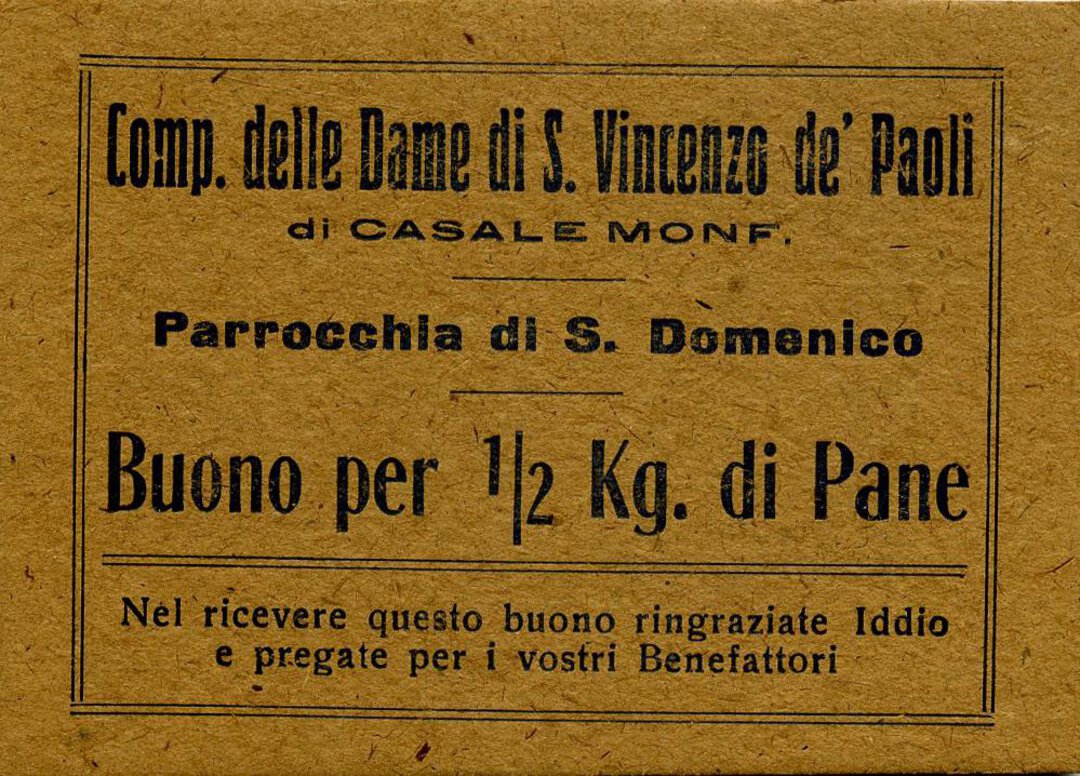 Comp. delle Dame di S. Vincenzo de' Paoli
di CASALE MONF.
Parrocchia di S. Domenico
Buono per 1/2 Kg. di Pane
Nel ricevere questo buono ringraziate Iddio
e pregate per i vostri Benefattori